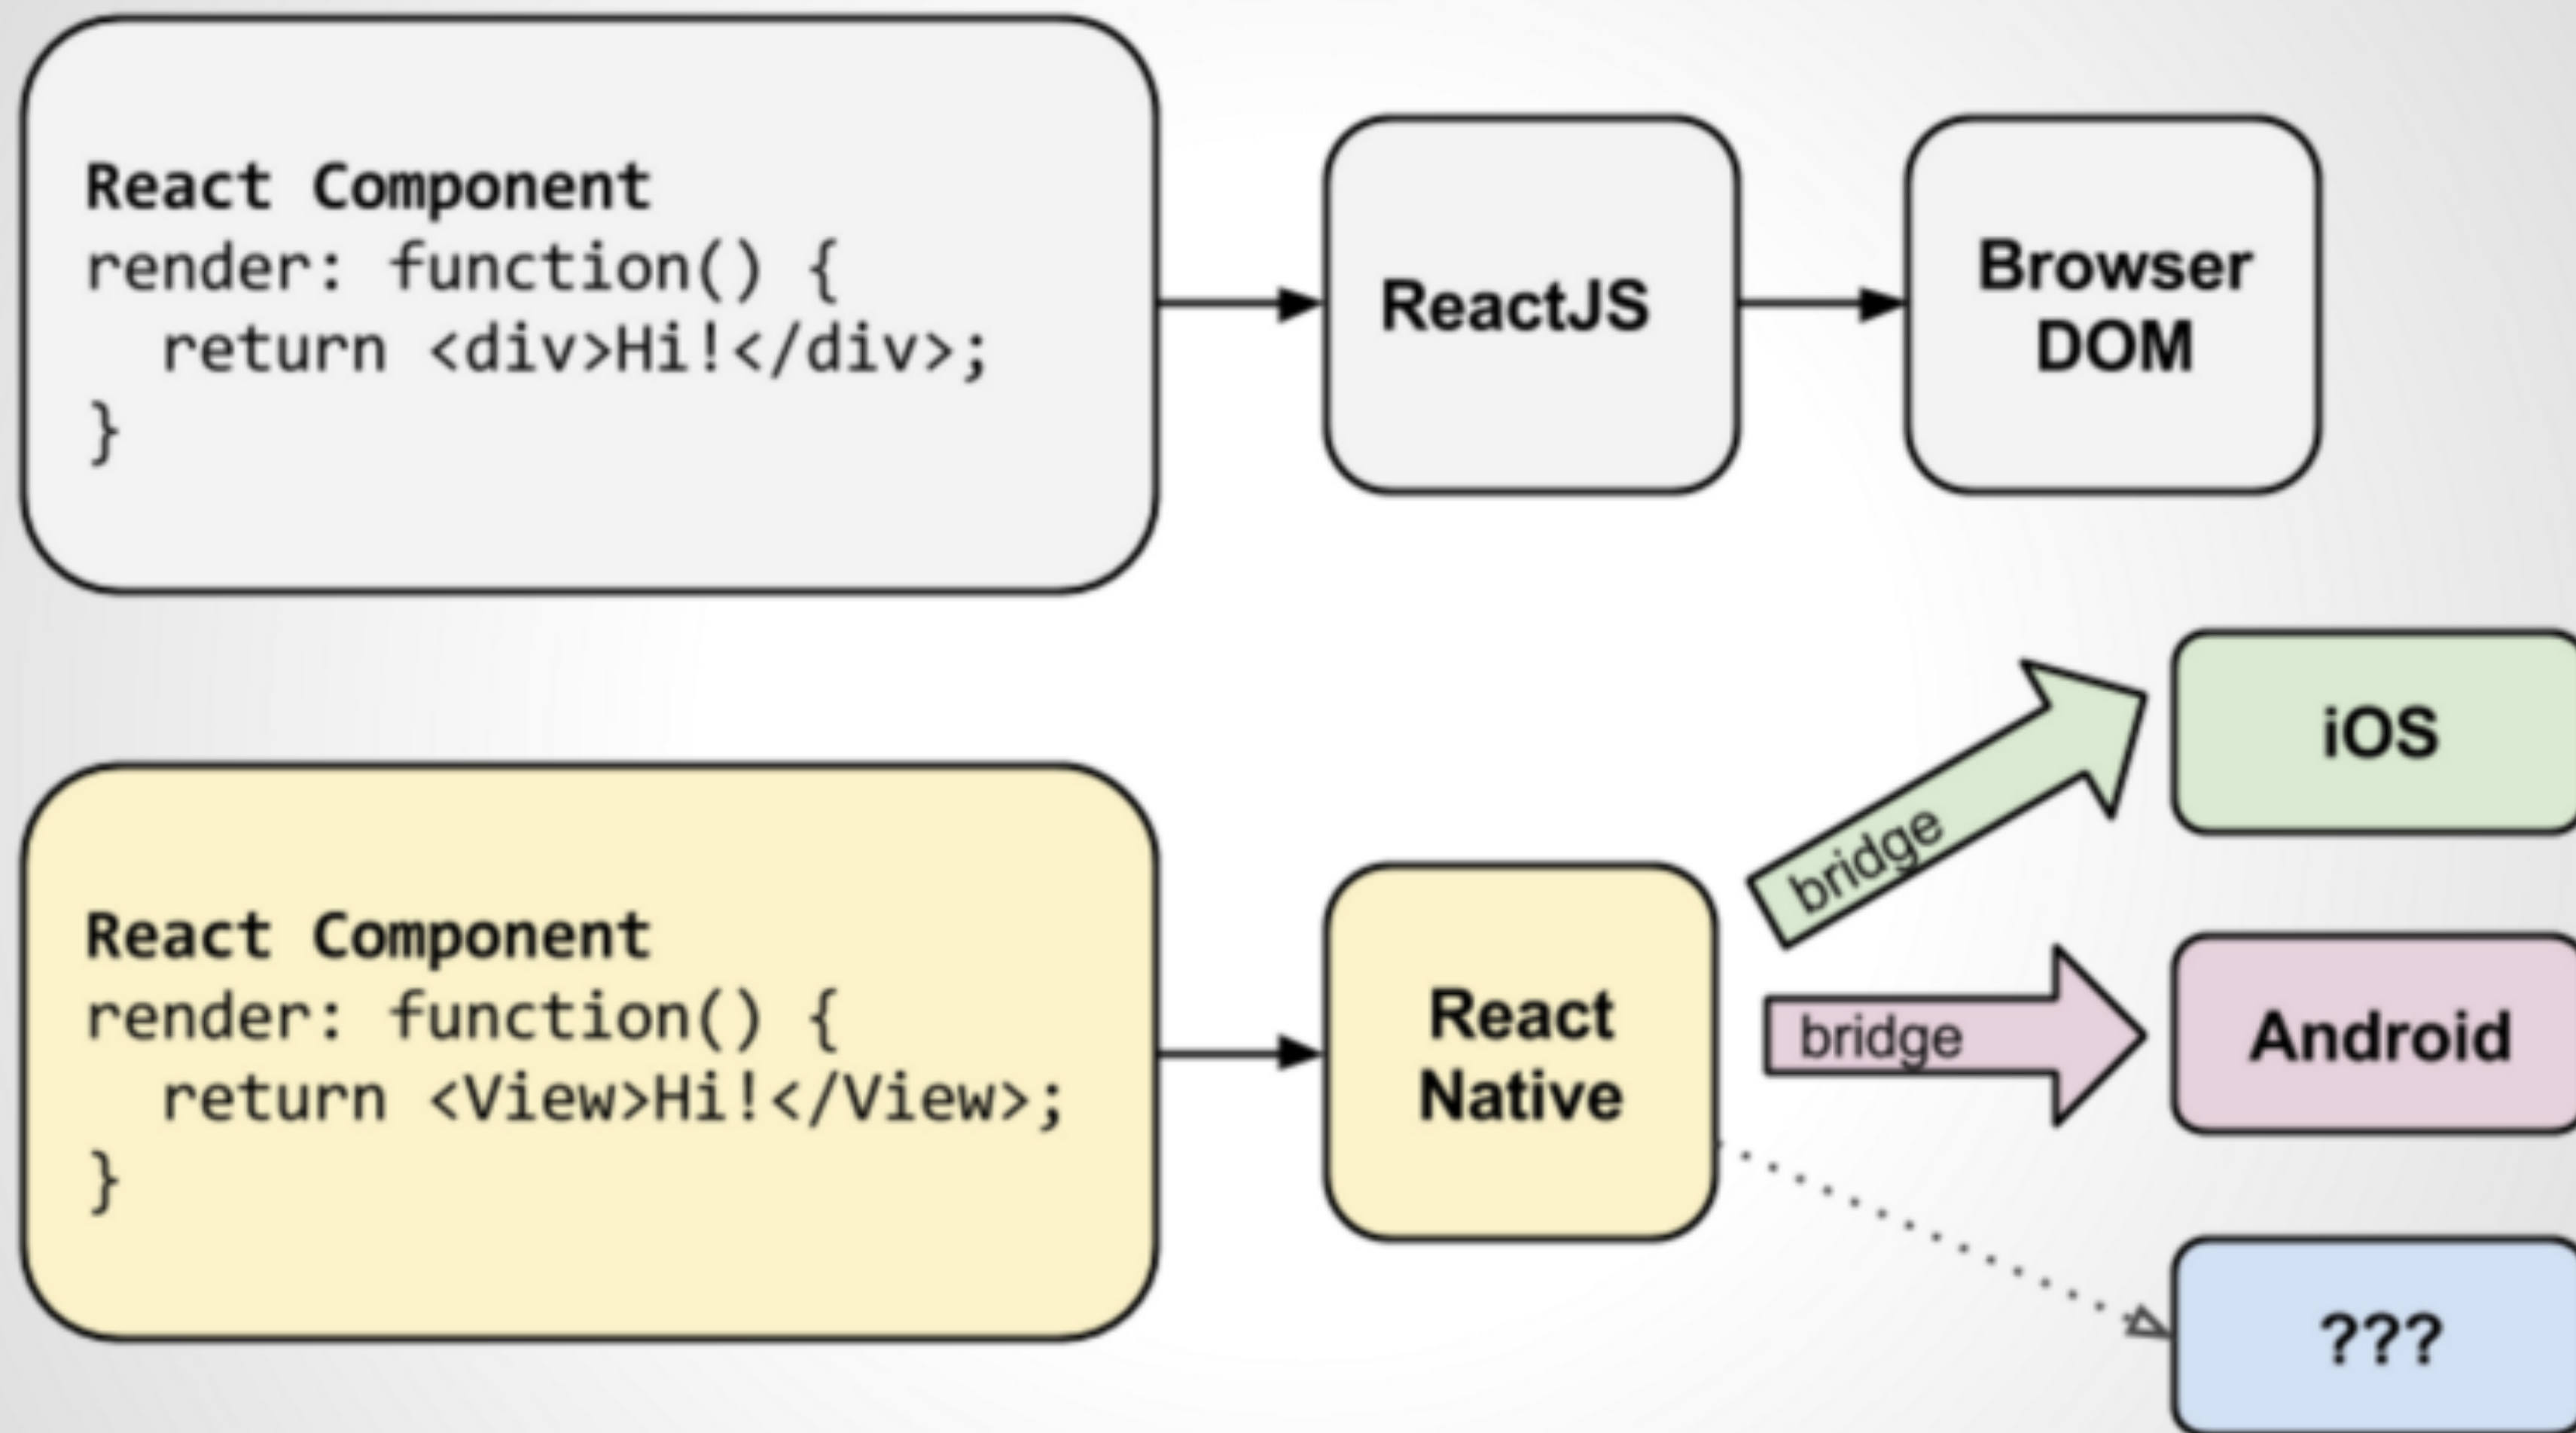 React Component
render: function() {
  return <div>Hi!</div>;
}
ReactJS
Browser
DOM
React Component
render: function() {
  return <View>Hi!</View>;
}
React
Native
bridge
iOS
bridge
Android
???